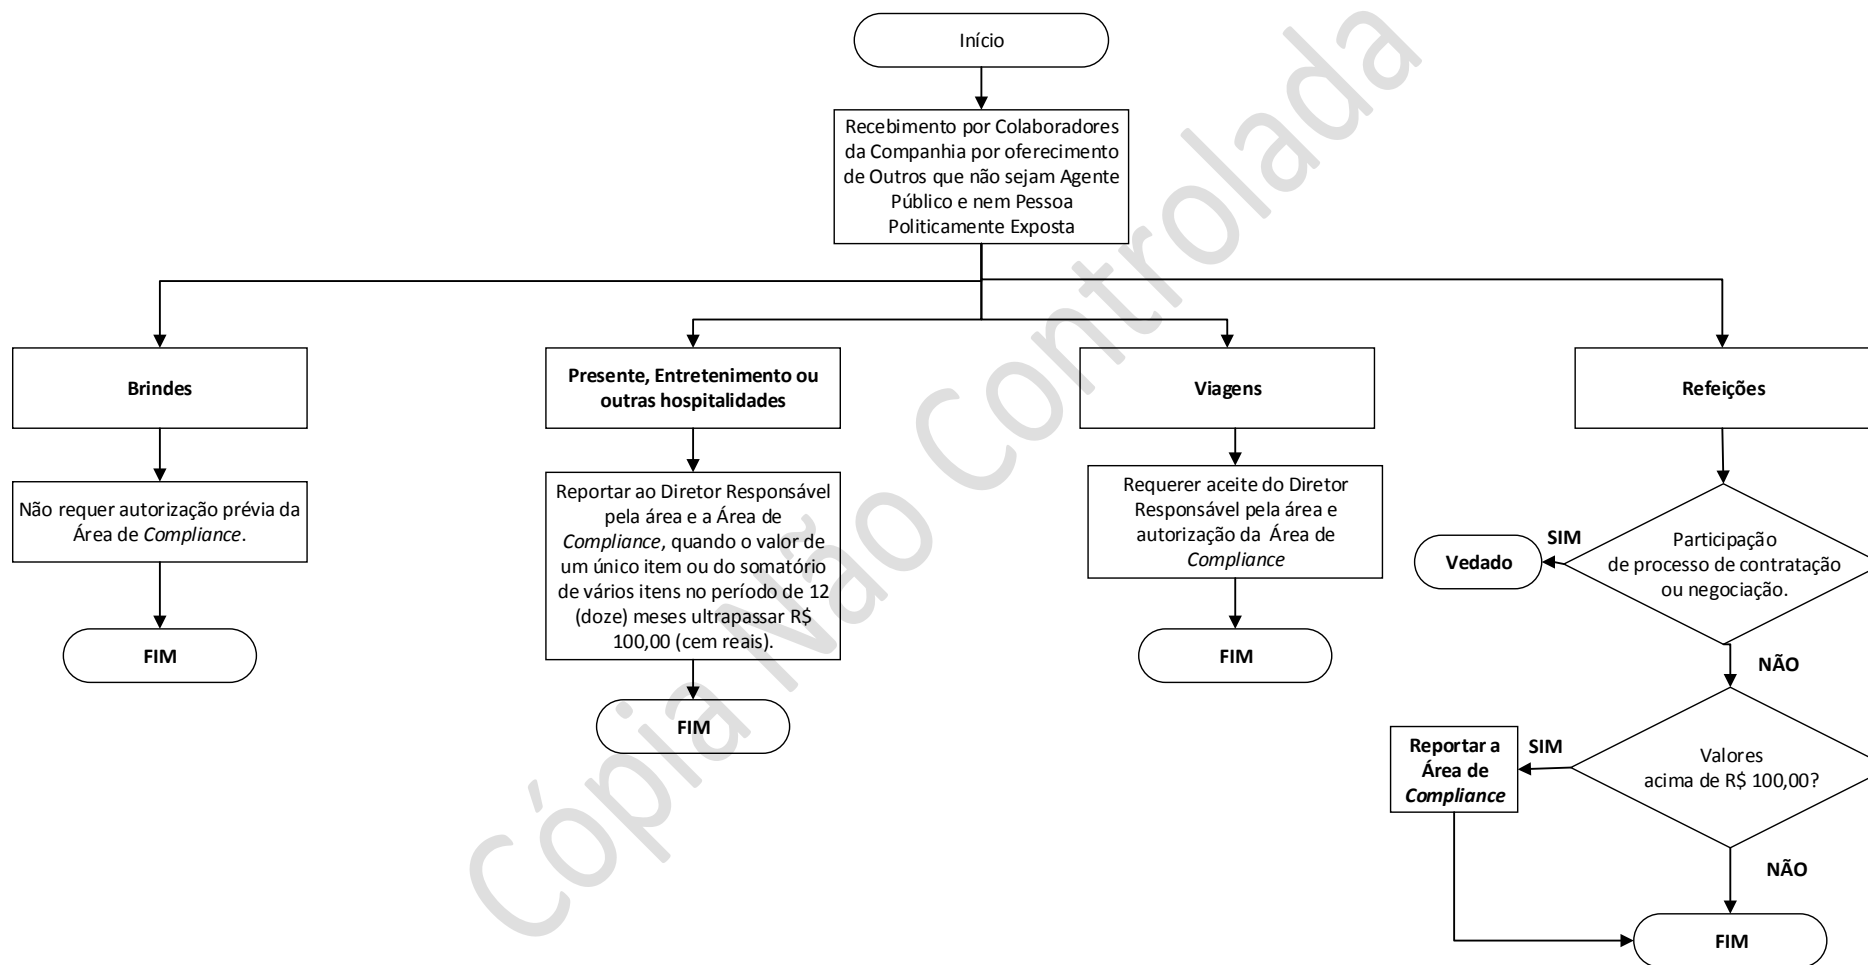 Início
Recebimento por Colaboradores
da Companhia por oferecimento
de Outros que não sejam Agente
Público e nem Pessoa
Politicamente Exposta
Brindes
Presente, Entretenimento ou
outras hospitalidades
Viagens
Refeições
Não requer autorização prévia da
Área de Compliance.
FIM
Reportar ao Diretor Responsável
pela área e a Área de
Compliance, quando o valor de
um único item ou do somatório
de vários itens no período de 12
(doze) meses ultrapassar R$
100,00 (cem reais).
FIM
Requerer aceite do Diretor
Responsável pela área e
autorização da Área de
Compliance
FIM
Participação
de processo de contratação
ou negociação.
SIM
Vedado
NÃO
Valores
acima de R$ 100,00?
SIM
Reportar a
Área de
Compliance
NÃO
FIM
Cópia Não Controlada